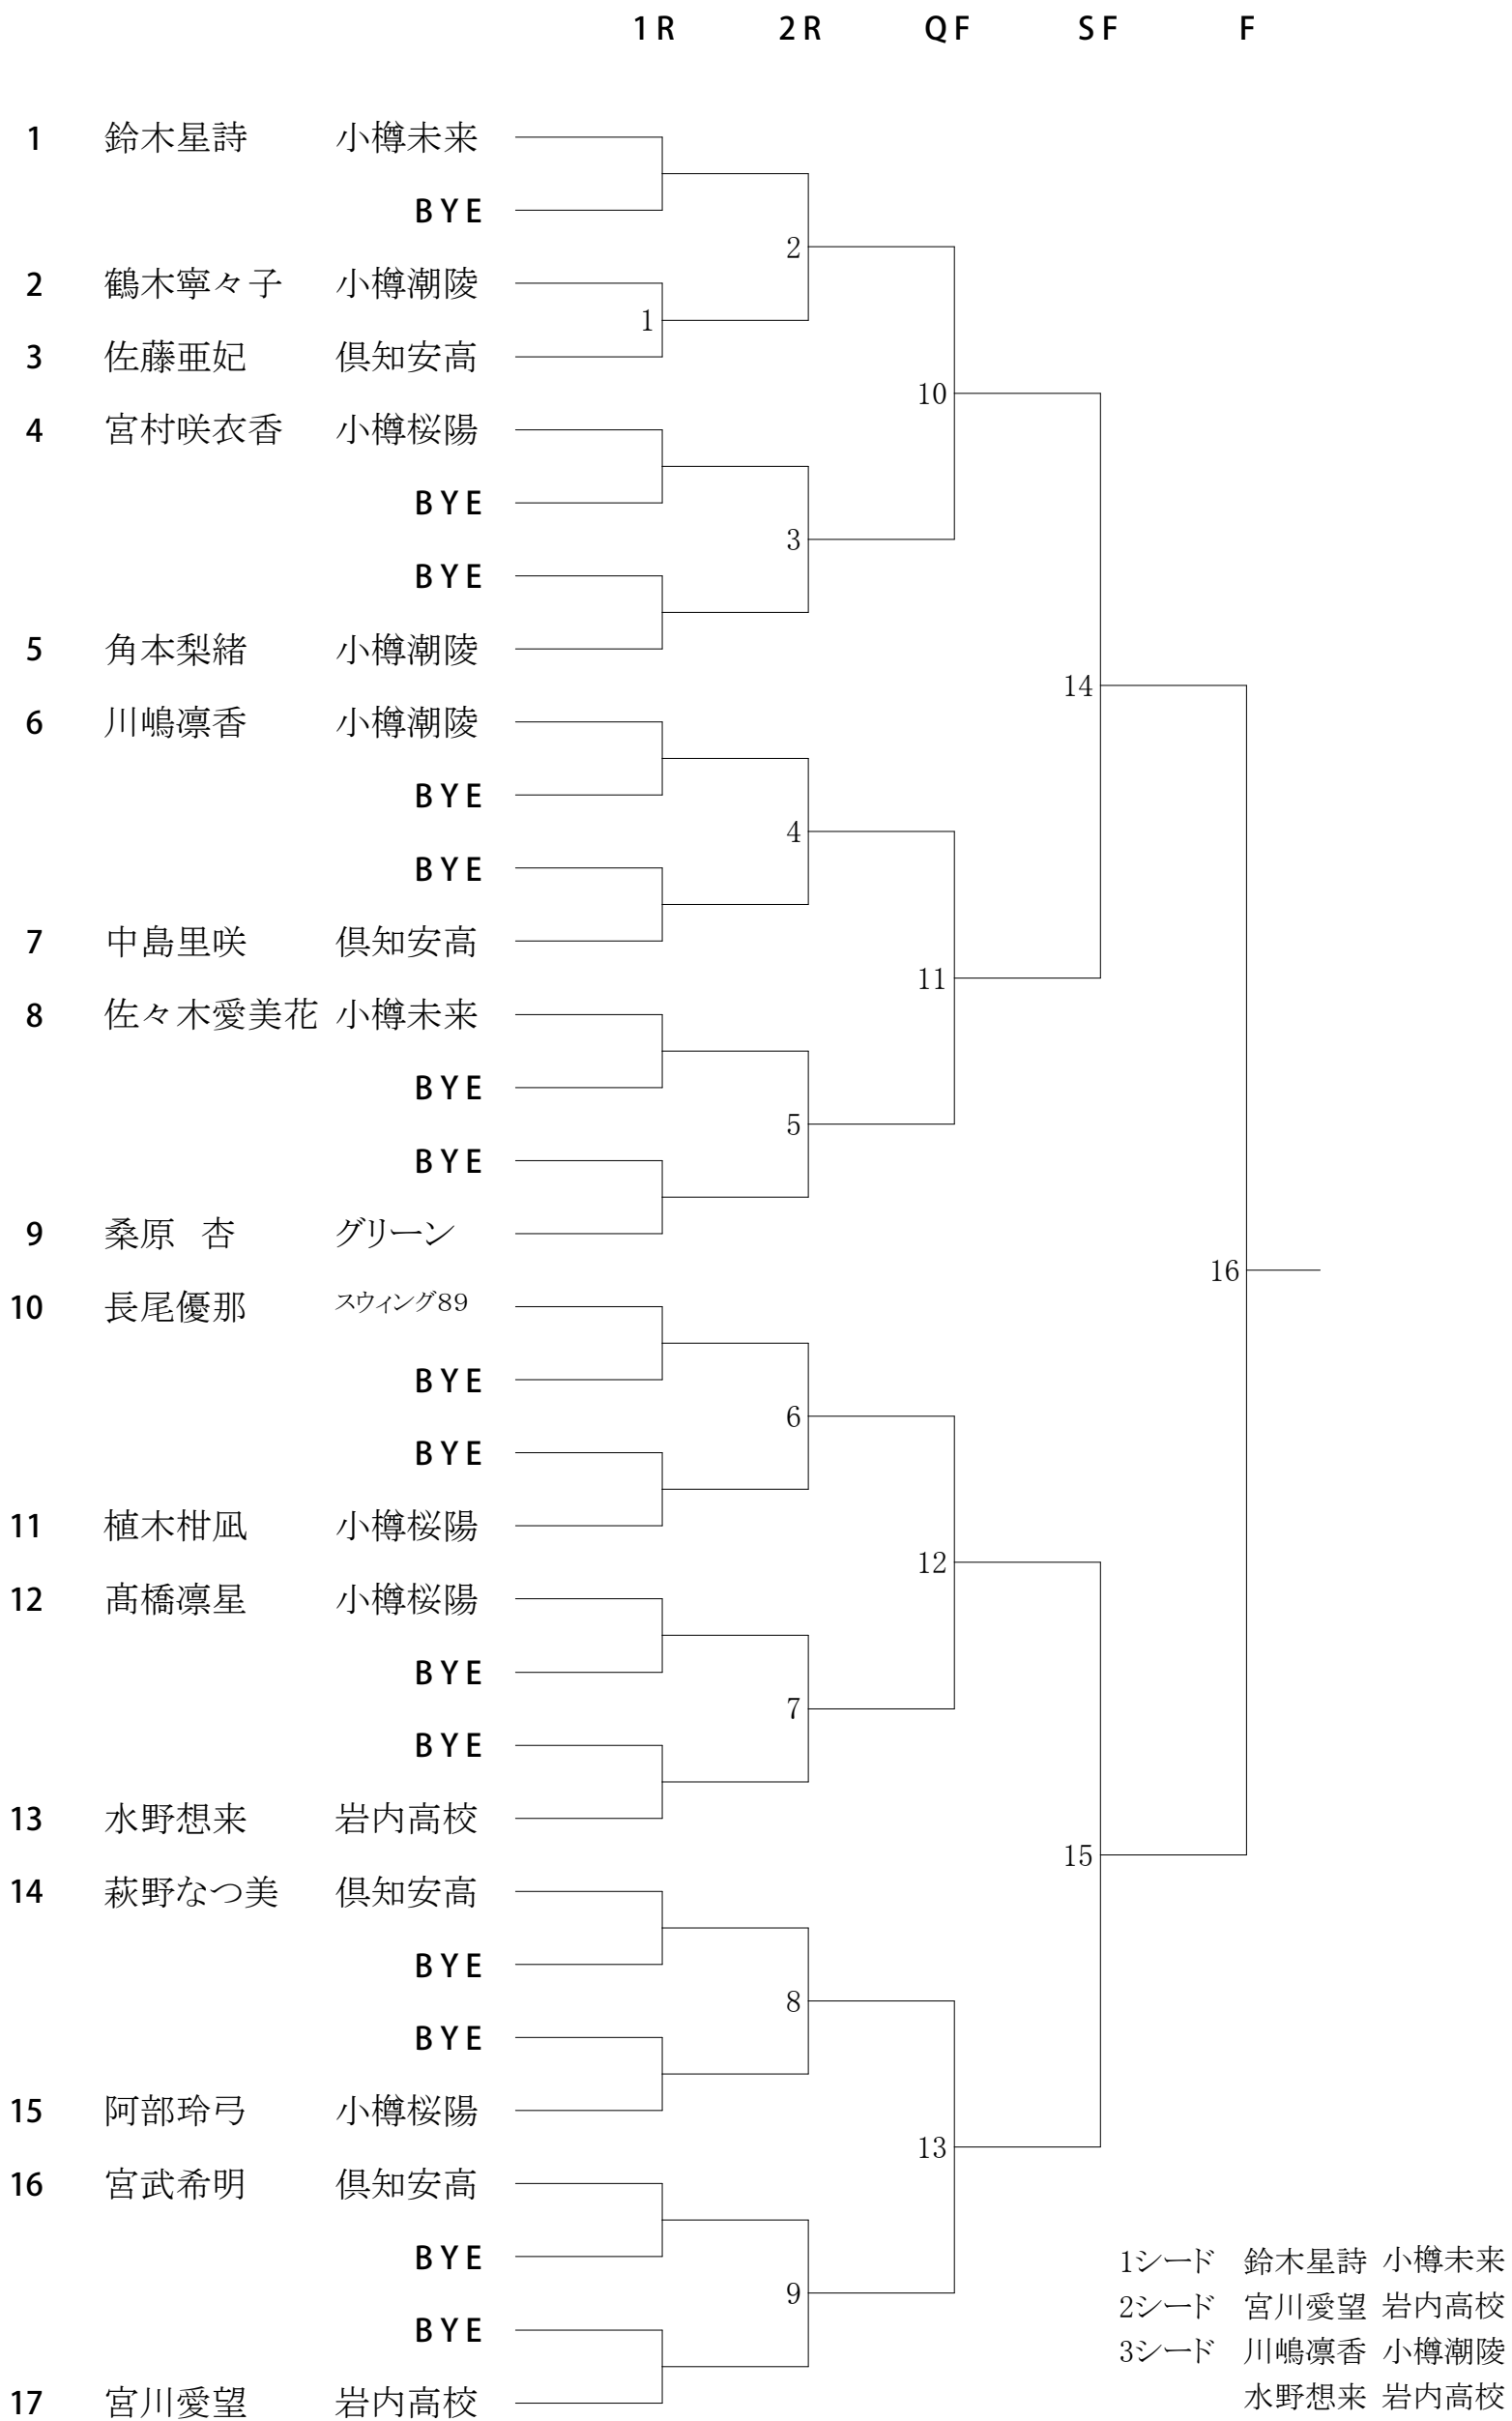 1R 2R QF SF F
1 鈴木星詩 小樽未来
BYE
2
2 鶴木寧々子 小樽潮陵
1
3 佐藤亜妃 倶知安高
10
4 宮村咲衣香 小樽桜陽
BYE
3
BYE
5 角本梨緒 小樽潮陵
14
6 川嶋凛香 小樽潮陵
BYE
4
BYE
7 中島里咲 倶知安高
11
8 佐々木愛美花 小樽未来
BYE
5
BYE
9 桑原 杏 グリーン
16
10 長尾優那 スウィング89
BYE
6
BYE
11 植木柑凪 小樽桜陽
12
12 髙橋凛星 小樽桜陽
BYE
7
BYE
13 水野想来 岩内高校
15
14 萩野なつ美 倶知安高
BYE
8
BYE
15 阿部玲弓 小樽桜陽
13
16 宮武希明 倶知安高
BYE
9
BYE
17 宮川愛望 岩内高校
1シード 鈴木星詩 小樽未来
2シード 宮川愛望 岩内高校
3シード 川嶋凛香 小樽潮陵
水野想来 岩内高校